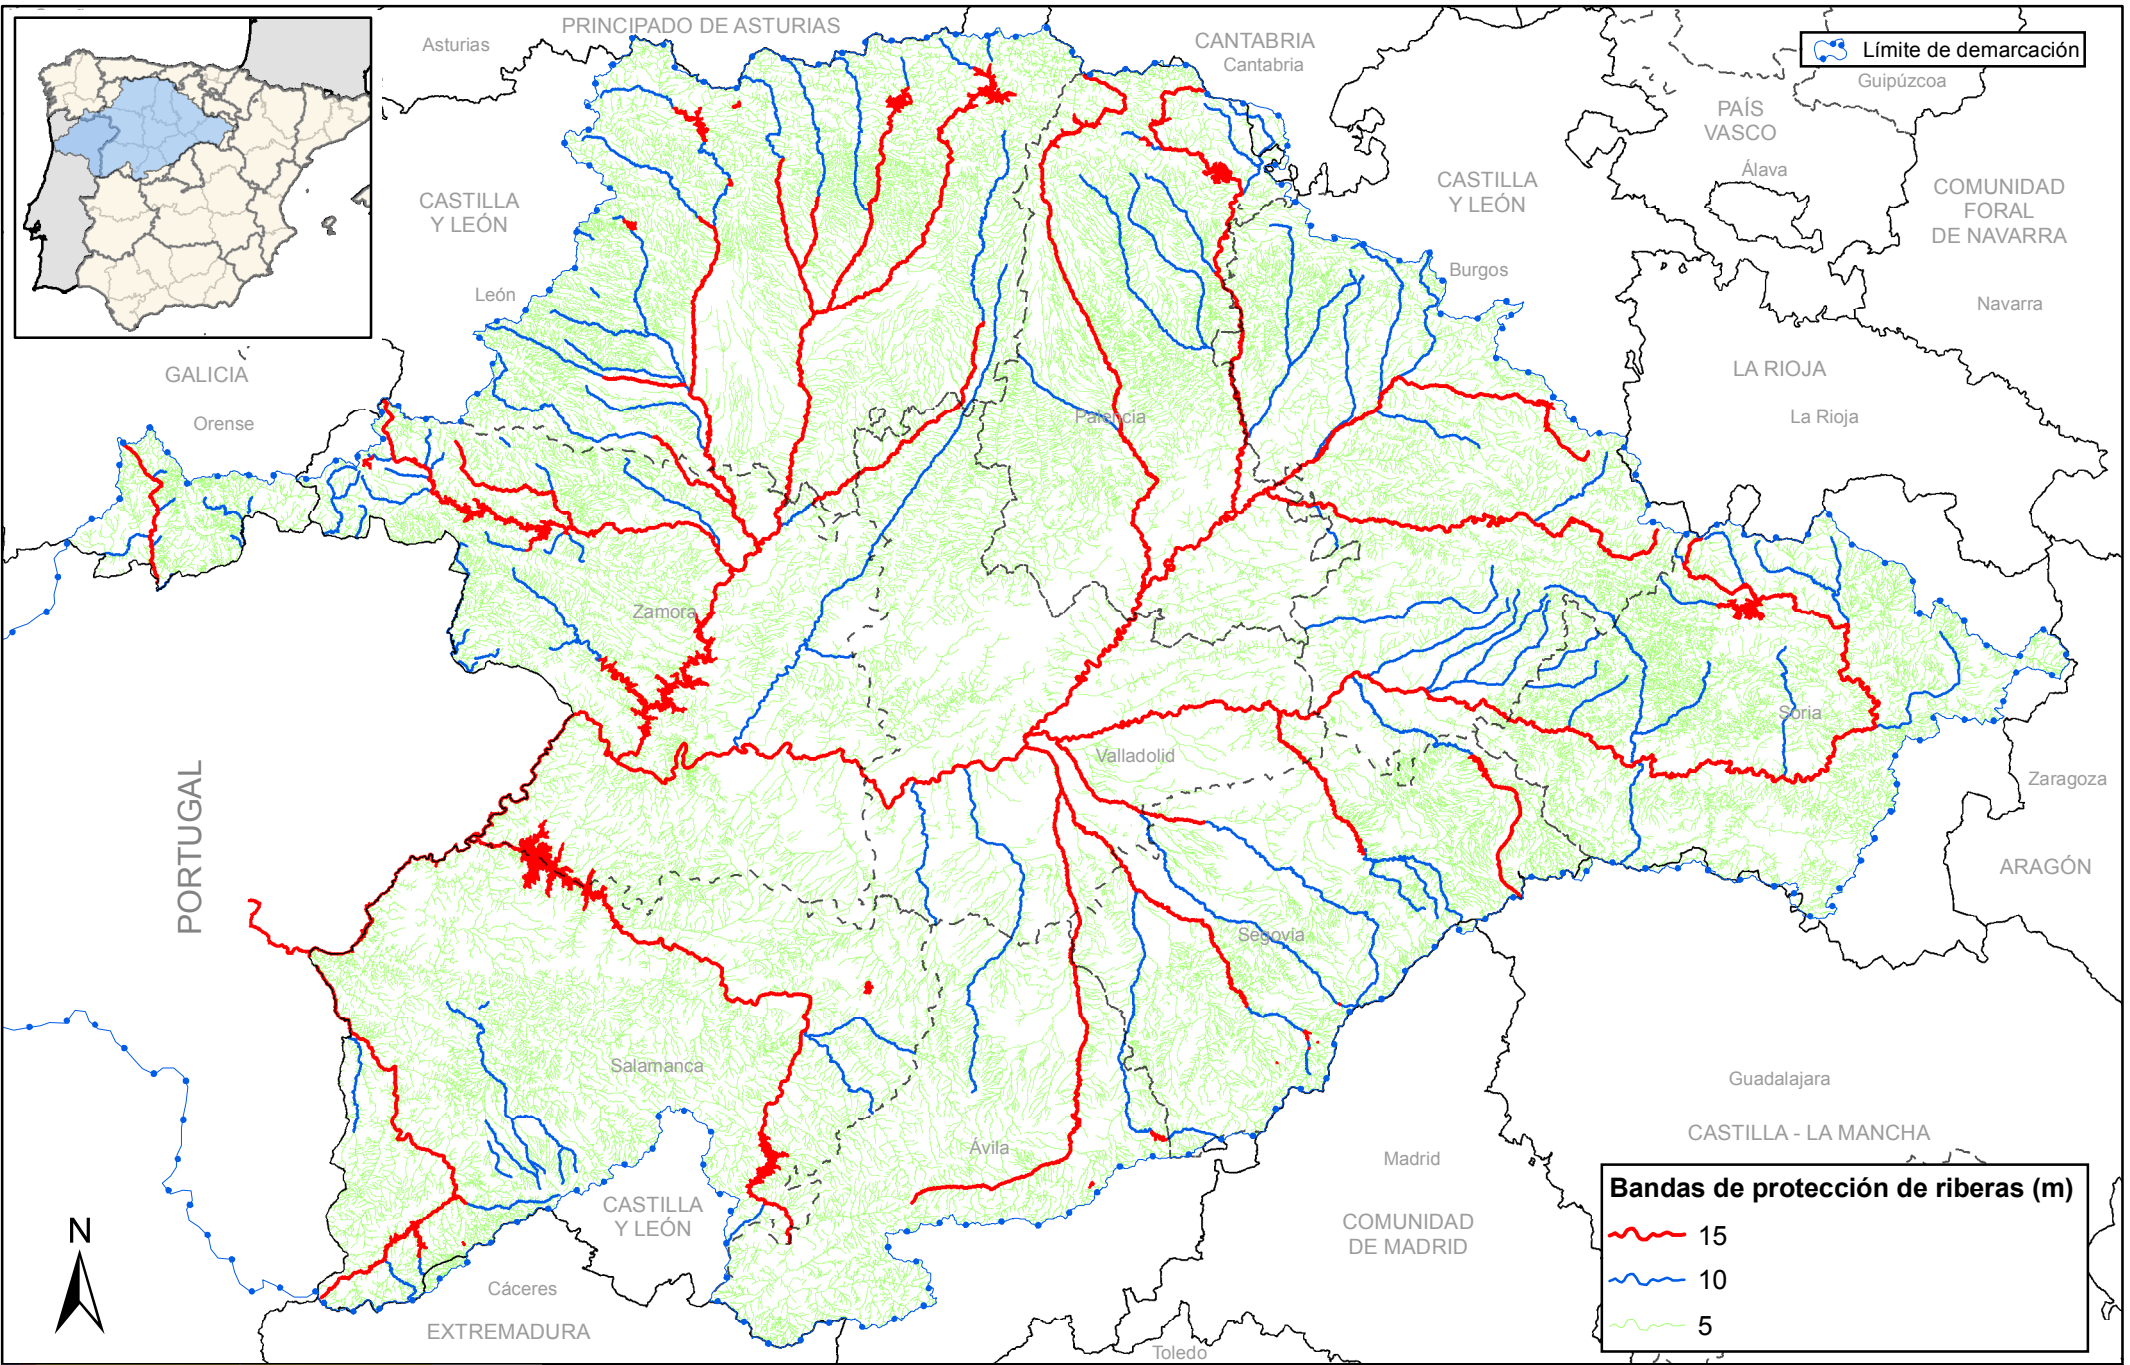 PRINCIPADO DE ASTURIAS
Asturias
CANTABRIA
Cantabria
Límite de demarcación
Guipúzcoa
PAÍS
VASCO
Álava
CASTILLA
Y LEÓN
CASTILLA
Y LEÓN
COMUNIDAD
FORAL
DE NAVARRA
Burgos
León
Navarra
GALICIA
Orense
LA RIOJA
La Rioja
Palencia
Zamora
Soria
Valladolid
Zaragoza
PORTUGAL
ARAGÓN
Segovia
Salamanca
Guadalajara
CASTILLA - LA MANCHA
Ávila
Madrid
CASTILLA
Y LEÓN
COMUNIDAD
DE MADRID
Cáceres
EXTREMADURA
Toledo
N
Bandas de protección de riberas (m)
15
10
5